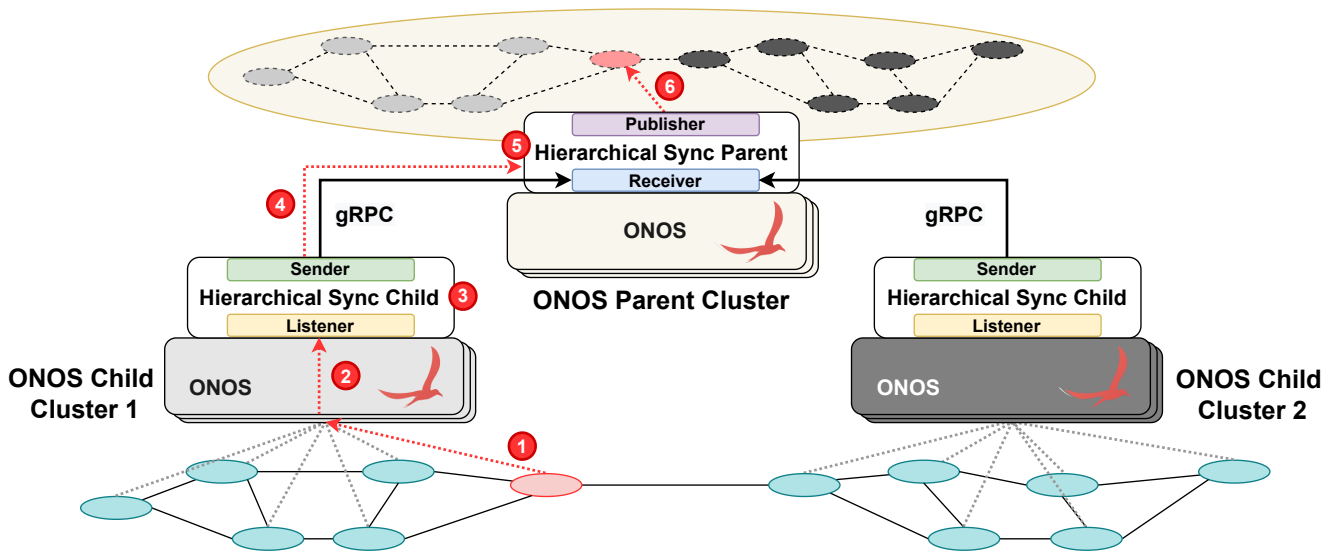 6
Publisher
5
Hierarchical Sync Parent
Receiver
4
gRPC
gRPC
ONOS
Sender
Hierarchical Sync Child
3
Listener
ONOS Parent Cluster
Sender
Hierarchical Sync Child
Listener
ONOS Child
Cluster 1
ONOS
2
ONOS
ONOS Child
Cluster 2
1